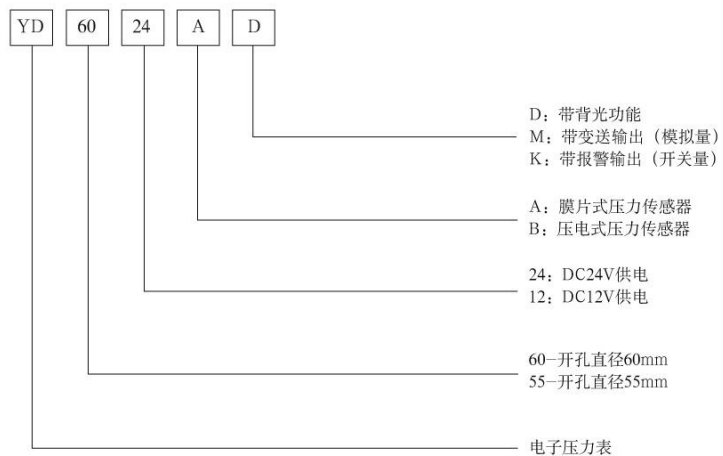 YD 60 24 A D
D：带背光功能
M：带变送输出（模拟量）
K：带报警输出（开关量）
A：膜片式压力传感器
B：压电式压力传感器
24：DC24V供电
12：DC12V供电
60—开孔直径60mm
55—开孔直径55mm
电子压力表